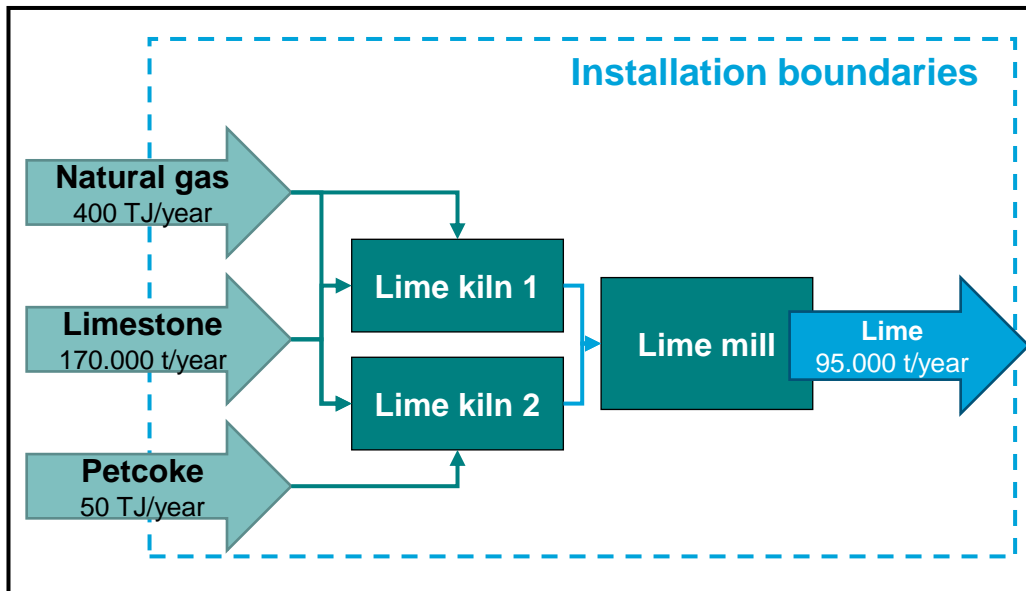 Installation boundaries
Natural gas
400 TJ/year
Lime kiln 1
Limestone
170.000 t/year
Lime mill
Lime
95.000 t/year
Lime kiln 2
Petcoke
50 TJ/year